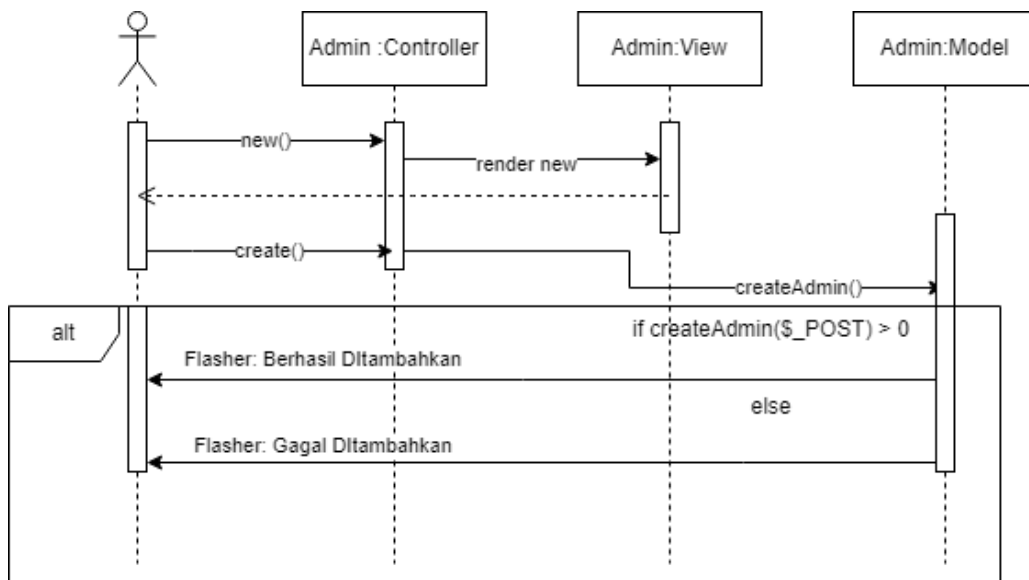 Admin :Controller
Admin:View
Admin:Model
new()
render new
create()
createAdmin()
alt
if createAdmin($_POST) > 0
Flasher: Berhasil DItambahkan
else
Flasher: Gagal DItambahkan